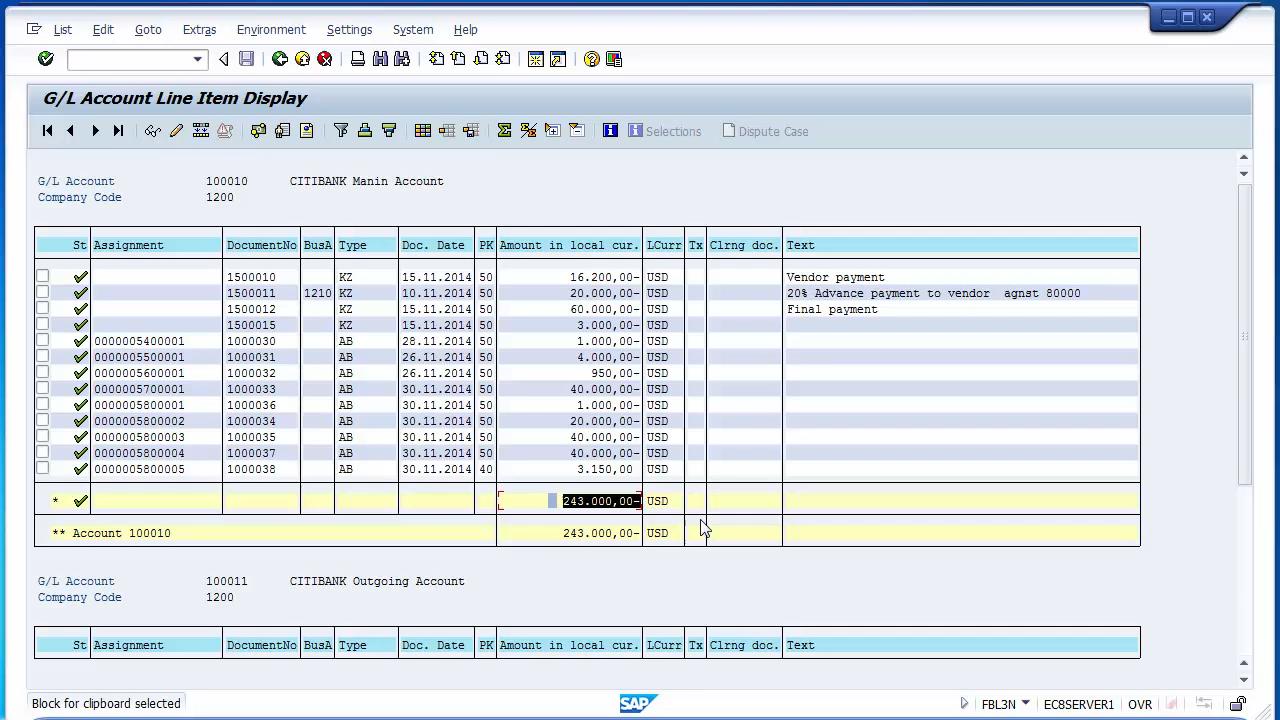 List Edit Goto Extras Environment Settings System Help
G/L Account Line Item Display
Selections Dispute Case
G/L Account 100010 CITIBANK Manin Account
Company Code 1200
St Assignment DocumentNo BusA Type Doc. Date PK Amount in local cur. LCurr Tx Clrng doc. Text
1500010 KZ 15.11.2014 50 16.200,00- USD Vendor payment
1500011 1210 KZ 10.11.2014 50 20.000,00- USD 20% Advance payment to vendor agnst 80000
1500012 KZ 15.11.2014 50 60.000,00- USD Final payment
1500015 KZ 15.11.2014 50 3.000,00- USD
0000005400001 1000030 AB 28.11.2014 50 1.000,00- USD
0000005500001 1000031 AB 26.11.2014 50 4.000,00- USD
0000005600001 1000032 AB 26.11.2014 50 950,00- USD
0000005700001 1000033 AB 30.11.2014 50 40.000,00- USD
0000005800001 1000036 AB 30.11.2014 50 1.000,00- USD
0000005800002 1000034 AB 30.11.2014 50 20.000,00- USD
0000005800003 1000035 AB 30.11.2014 50 40.000,00- USD
0000005800004 1000037 AB 30.11.2014 50 40.000,00- USD
0000005800005 1000038 AB 30.11.2014 40 3.150,00 USD
* 243.000,00- USD
** Account 100010 243.000,00- USD
G/L Account 100011 CITIBANK Outgoing Account
Company Code 1200
St Assignment DocumentNo BusA Type Doc. Date PK Amount in local cur. LCurr Tx Clrng doc. Text
Block for clipboard selected SAP FBL3N EC8SERVER1 OVR